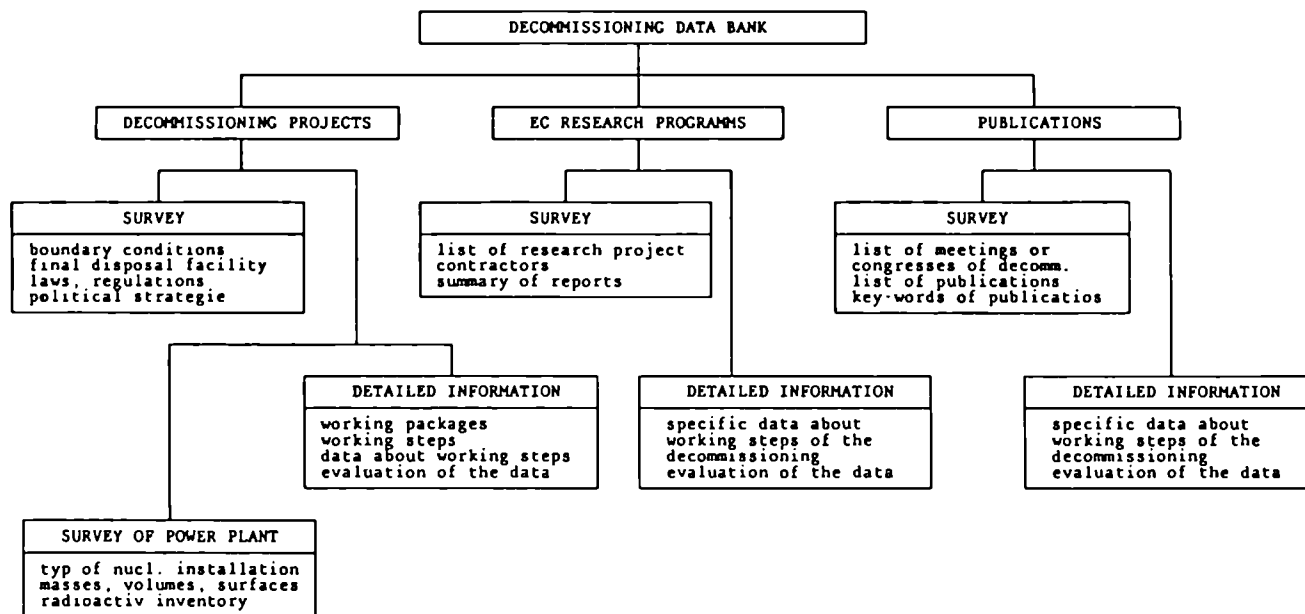 DECOMMISSIONING DATA BANK
DECOMMISSIONING PROJECTS
EC RESEARCH PROGRAMMS
PUBLICATIONS
SURVEY
boundary conditions
final disposal facility
laws, regulations
political strategie
SURVEY
list of research project
contractors
summary of reports
SURVEY
list of meetings or
congresses of decomm.
list of publications
key-words of publicatios
DETAILED INFORMATION
working packages
working steps
data about working steps
evaluation of the data
DETAILED INFORMATION
specific data about
working steps of the
decommissioning
evaluation of the data
DETAILED INFORMATION
specific data about
working steps of the
decommissioning
evaluation of the data
SURVEY OF POWER PLANT
typ of nucl. installation
masses, volumes, surfaces
radioactiv inventory